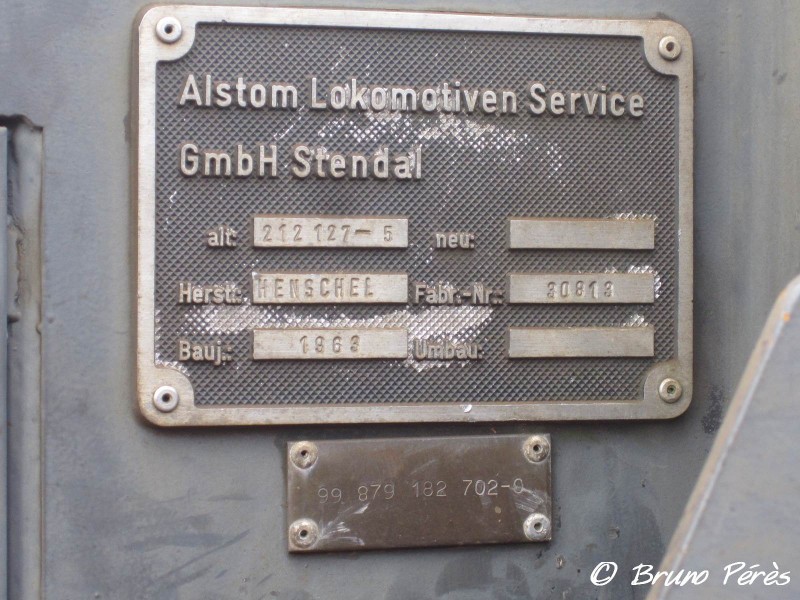 Alstom Lokomotiven Service
GmbH Stendal
alt: 212 127-5 neu:
Herst.: HENSCHEL Fabr.-Nr.: 30813
Bauj.: 1963 Umbau:
99 879 182 702-0
© Bruno Pérès